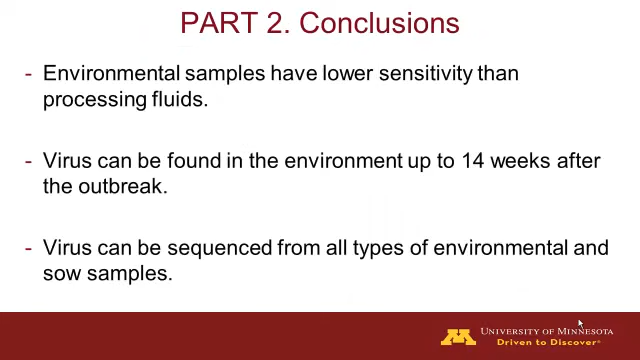 PART 2. Conclusions
- Environmental samples have lower sensitivity than
processing fluids.
- Virus can be found in the environment up to 14 weeks after
the outbreak.
- Virus can be sequenced from all types of environmental and
sow samples.
M UNIVERSITY OF MINNESOTA
Driven to Discover®